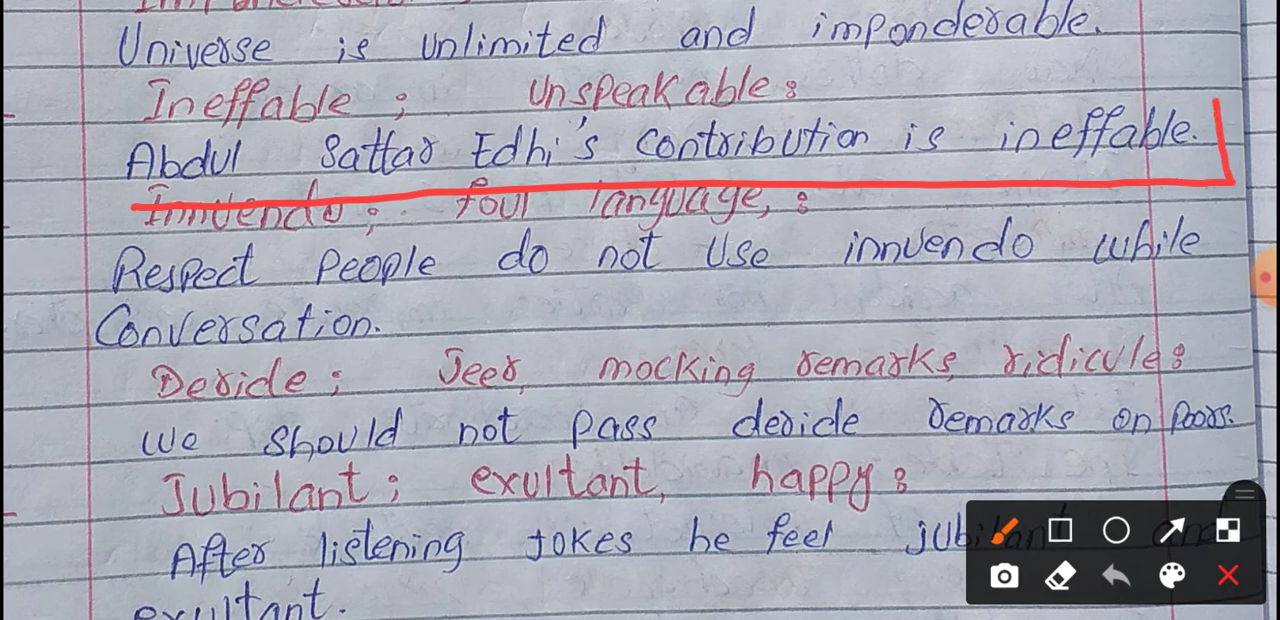 Universe is Unlimited and imponderable.
Ineffable ; Unspeakable :
Abdul Sattar Edhi's Contribution is ineffable.
Innuendo ; foul language, :
Respect People do not Use innuendo while
Conversation.
Deride ; Jeer, mocking remarks, ridicule :
We should not Pass deride remarks on Poors.
Jubilant ; exultant, happy :
After listening Jokes he feel jubilant and
exultant.